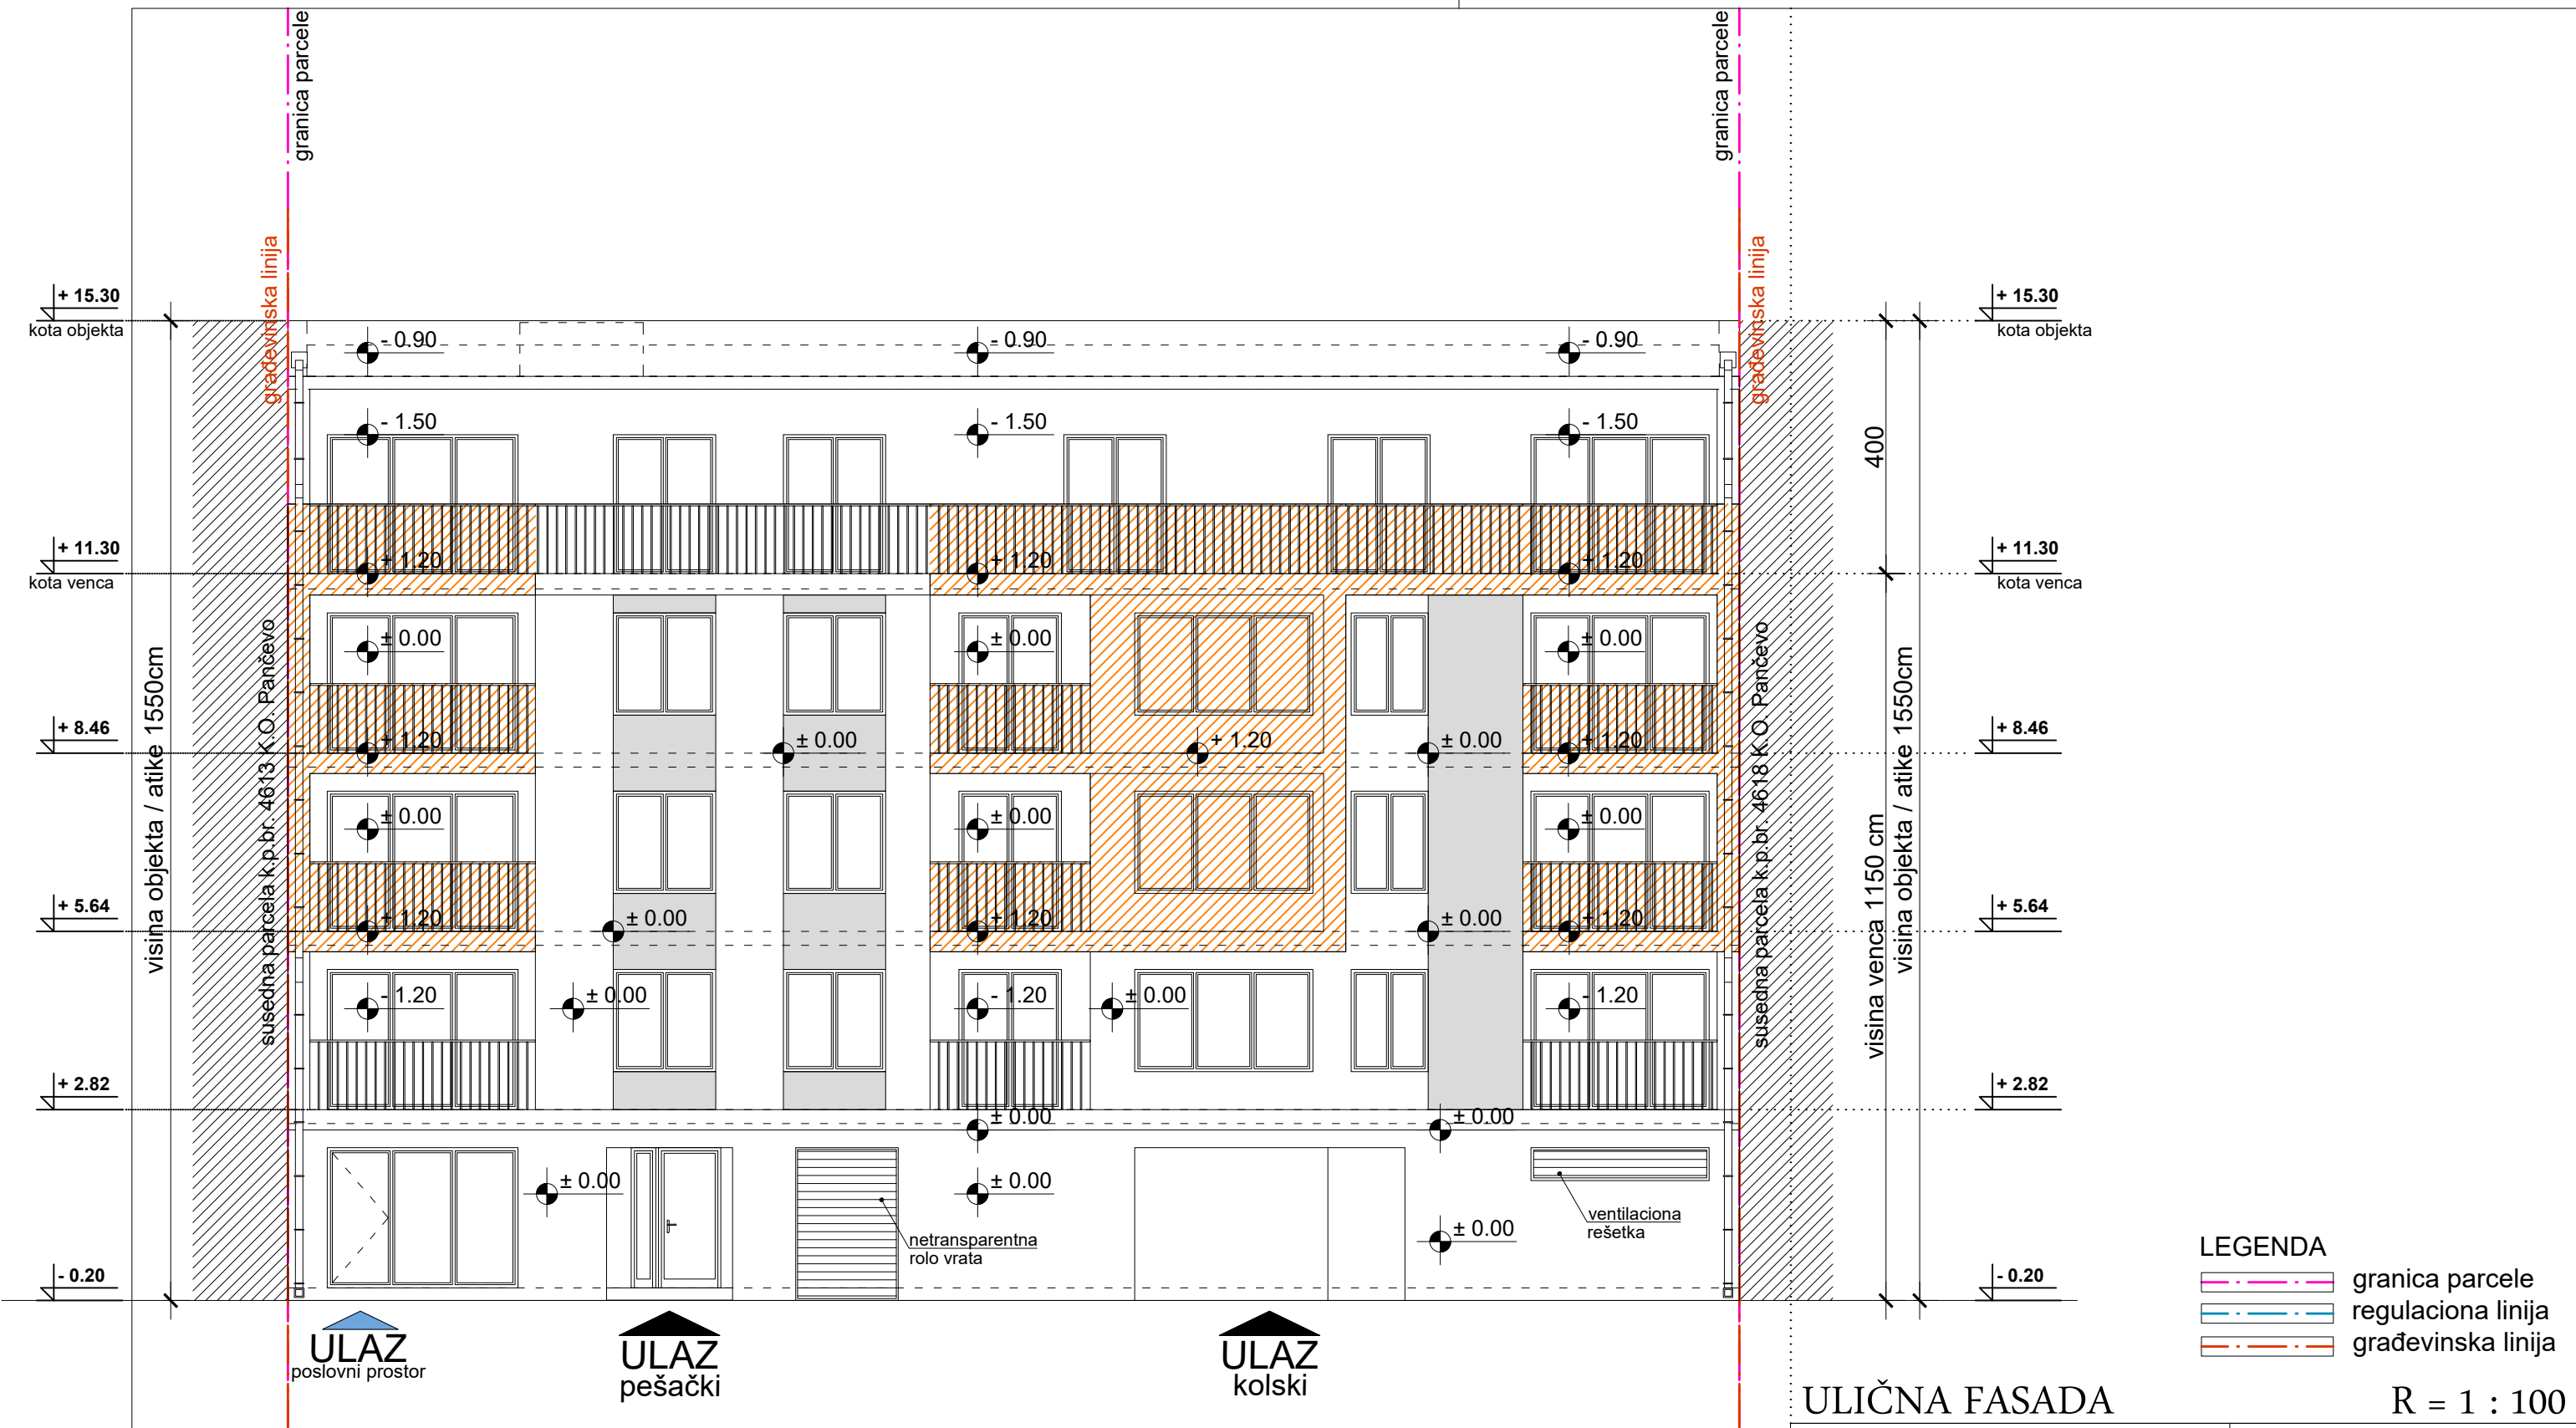 granica parcele
granica parcele
građevinska linija
građevinska linija
+ 15.30
kota objekta
+ 15.30
kota objekta
- 0.90
- 0.90
- 0.90
- 1.50
- 1.50
- 1.50
400
+ 11.30
kota venca
+ 11.30
kota venca
+ 1.20
+ 1.20
+ 1.20
± 0.00
± 0.00
± 0.00
visina objekta / atike 1550cm
susedna parcela k.p.br. 4613 K.O. Pančevo
susedna parcela k.p.br. 4618 K.O. Pančevo
visina venca 1150 cm
visina objekta / atike 1550cm
+ 8.46
+ 8.46
+ 1.20
± 0.00
+ 1.20
± 0.00
+ 1.20
± 0.00
± 0.00
± 0.00
+ 5.64
+ 5.64
+ 1.20
± 0.00
+ 1.20
± 0.00
+ 1.20
- 1.20
± 0.00
- 1.20
± 0.00
- 1.20
+ 2.82
+ 2.82
± 0.00
± 0.00
± 0.00
± 0.00
± 0.00
netransparentna
rolo vrata
ventilaciona
rešetka
- 0.20
- 0.20
ULAZ
poslovni prostor
ULAZ
pešački
ULAZ
kolski
LEGENDA
granica parcele
regulaciona linija
građevinska linija
ULIČNA FASADA
R = 1 : 100